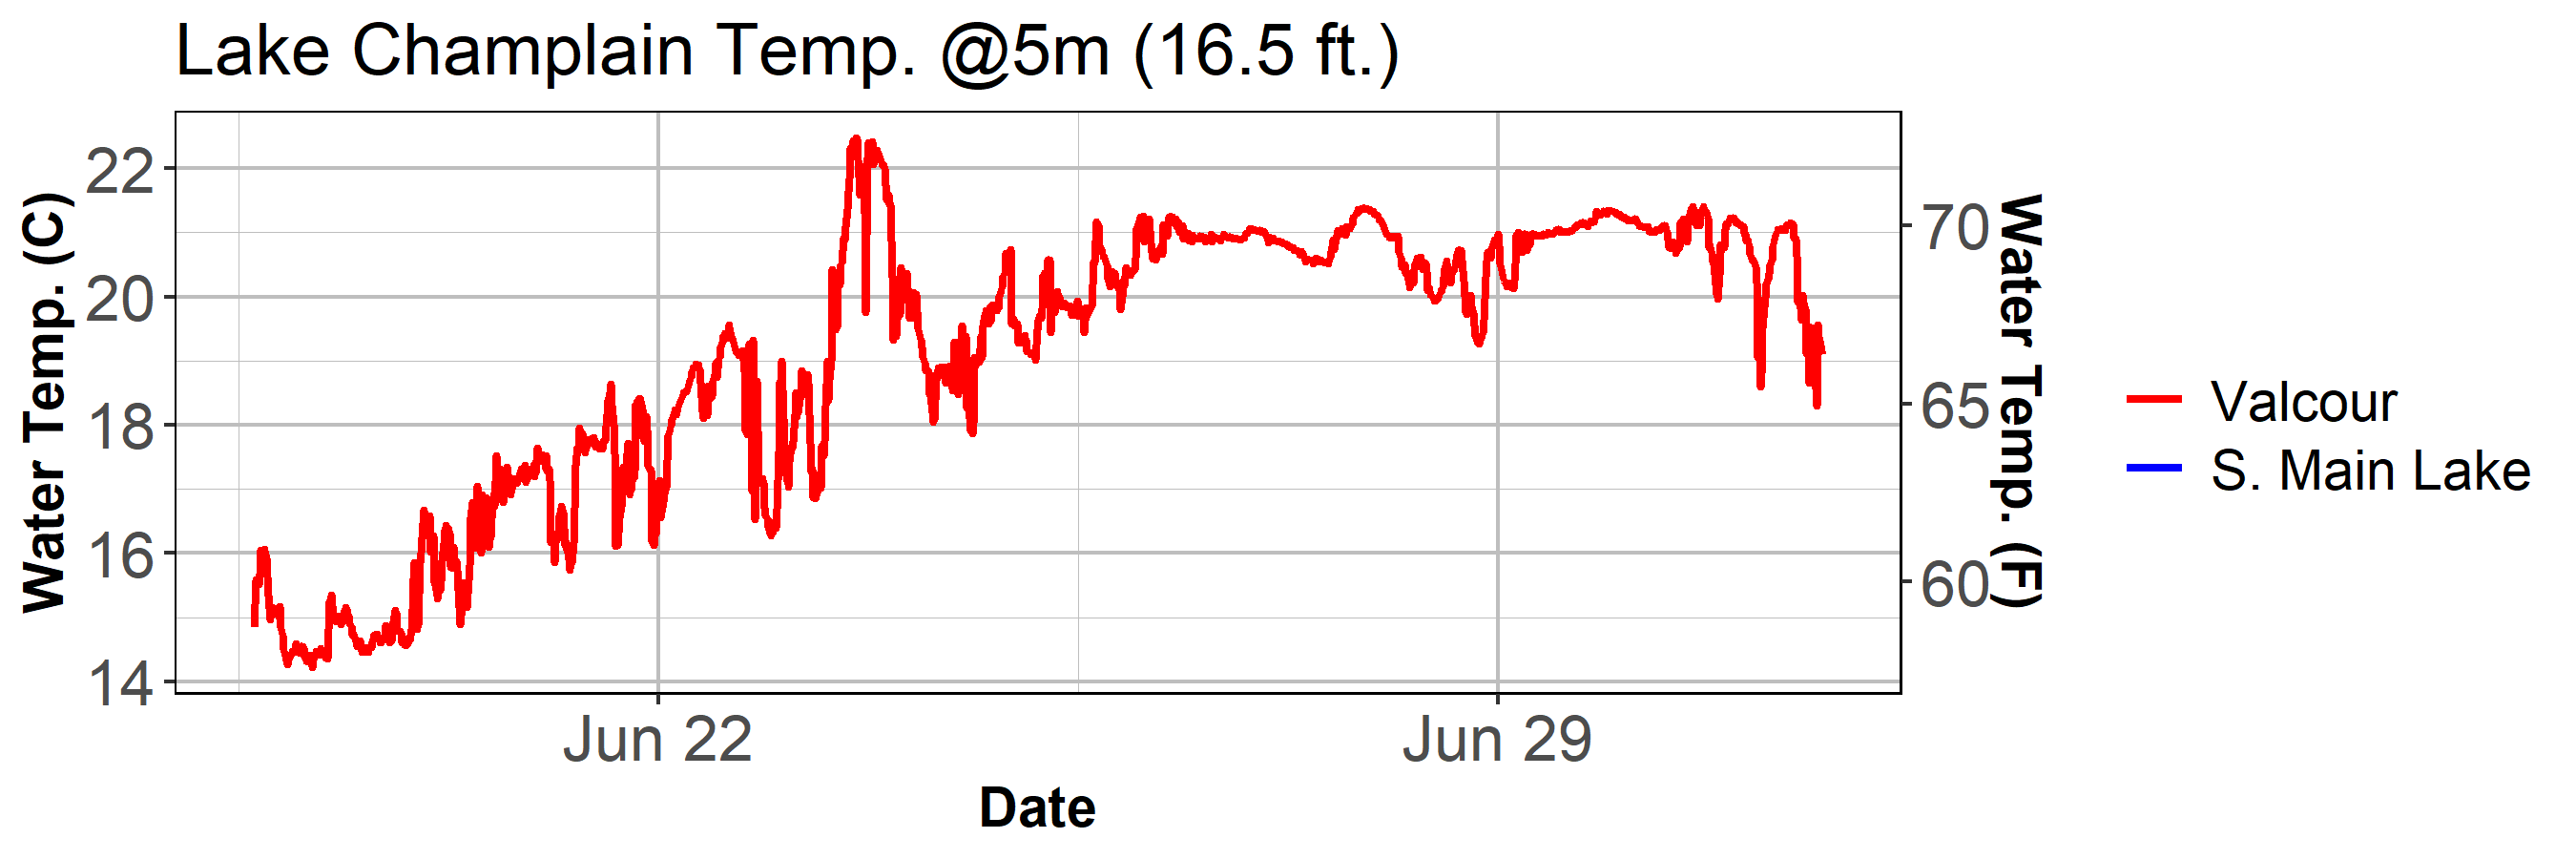 Lake Champlain Temp. @5m (16.5 ft.)
Water Temp. (C)
22
20
18
16
14
70
65
60
Water Temp. (F)
Jun 22
Jun 29
Date
Valcour
S. Main Lake